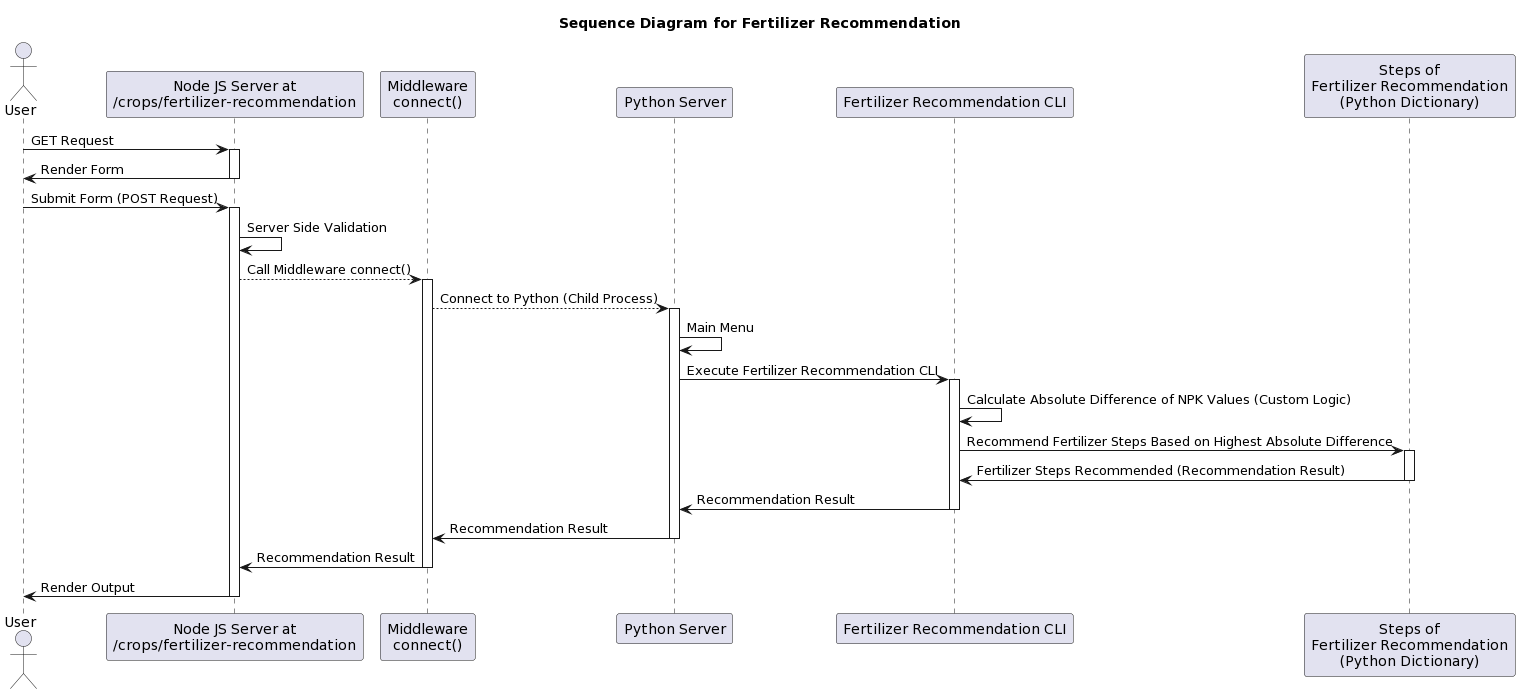 Sequence Diagram for Fertilizer Recommendation
User
Node JS Server at
/crops/fertilizer-recommendation
Middleware
connect()
Python Server
Fertilizer Recommendation CLI
Steps of
Fertilizer Recommendation
(Python Dictionary)
GET Request
Render Form
Submit Form (POST Request)
Server Side Validation
Call Middleware connect()
Connect to Python (Child Process)
Main Menu
Execute Fertilizer Recommendation CLI
Calculate Absolute Difference of NPK Values (Custom Logic)
Recommend Fertilizer Steps Based on Highest Absolute Difference
Fertilizer Steps Recommended (Recommendation Result)
Recommendation Result
Recommendation Result
Recommendation Result
Render Output
User
Node JS Server at
/crops/fertilizer-recommendation
Middleware
connect()
Python Server
Fertilizer Recommendation CLI
Steps of
Fertilizer Recommendation
(Python Dictionary)